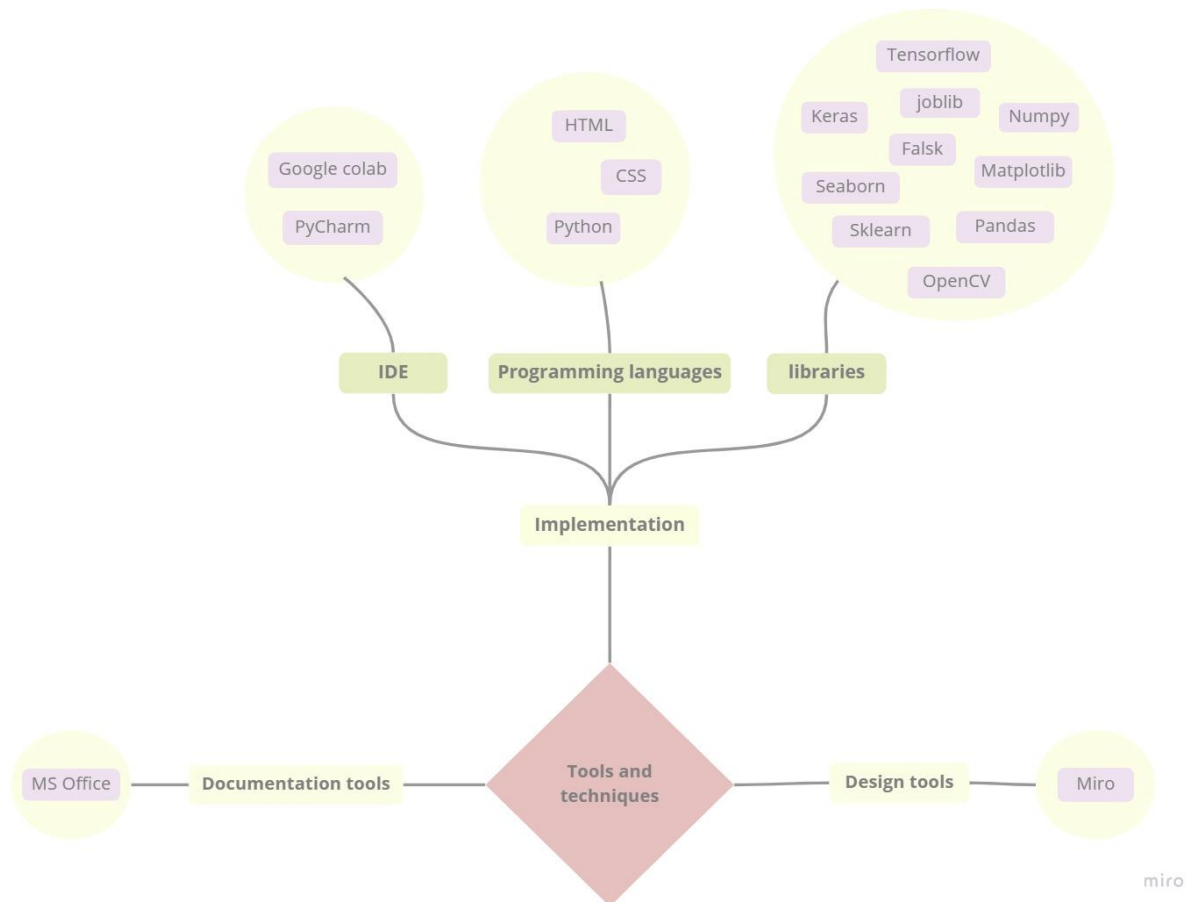 Tensorflow
joblib
Keras
Numpy
Falsk
Matplotlib
Seaborn
Sklearn
Pandas
OpenCV
HTML
CSS
Python
Google colab
PyCharm
IDE
Programming languages
libraries
Implementation
Tools and
techniques
MS Office
Documentation tools
Design tools
Miro
miro